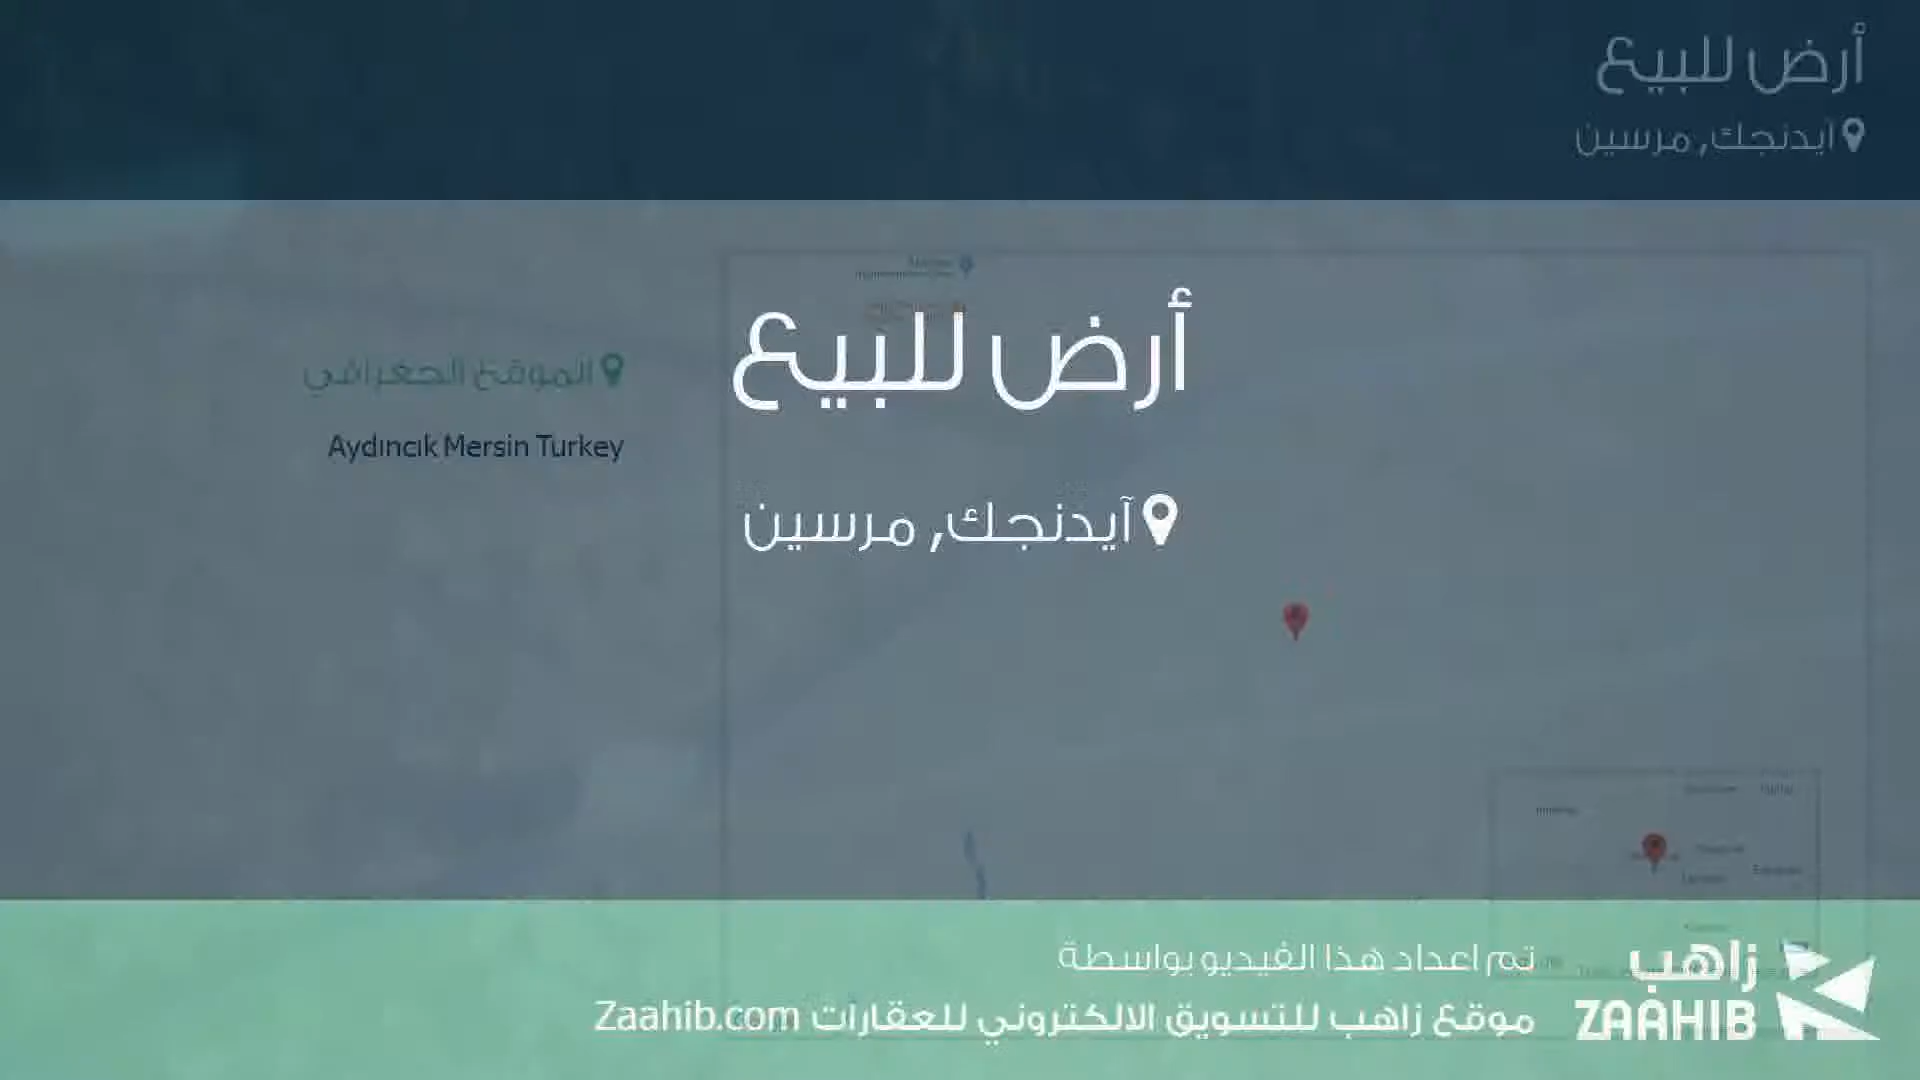 أرض للبيع
آيدنجك, مرسين
أرض للبيع
الموقع الجغرافي
Aydıncık Mersin Turkey
آيدنجك, مرسين
تم اعداد هذا الفيديو بواسطة
موقع زاهب للتسويق الالكتروني للعقارات Zaahib.com
زاهب
ZAAHIB